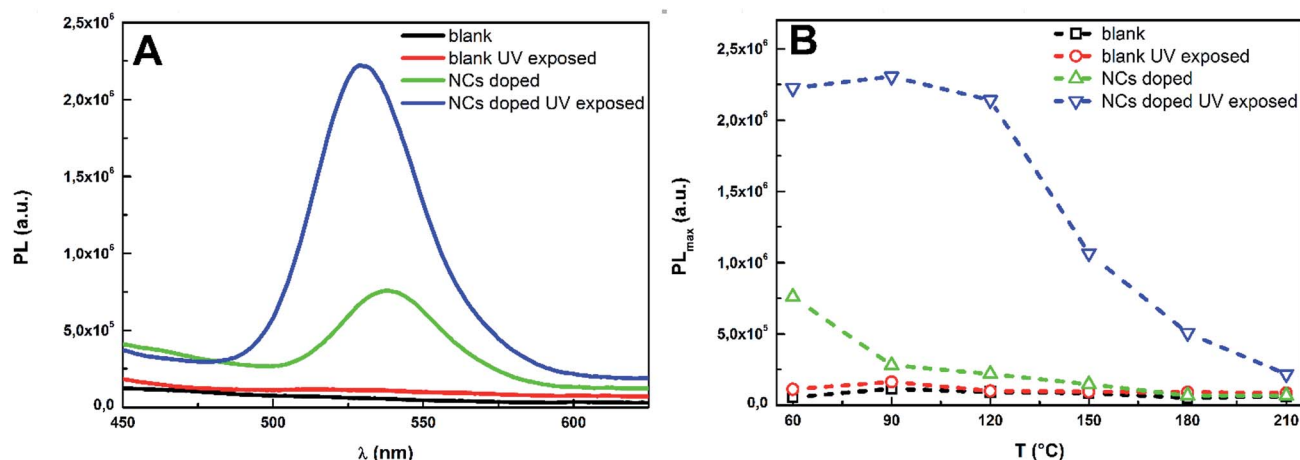 A
2,5x10⁶
2,0x10⁶
1,5x10⁶
1,0x10⁶
5,0x10⁵
0,0
PL (a.u.)
450
500
550
600
λ (nm)
blank
blank UV exposed
NCs doped
NCs doped UV exposed
B
2,5x10⁶
2,0x10⁶
1,5x10⁶
1,0x10⁶
5,0x10⁵
0,0
PLmax (a.u.)
60
90
120
150
180
210
T (°C)
blank
blank UV exposed
NCs doped
NCs doped UV exposed